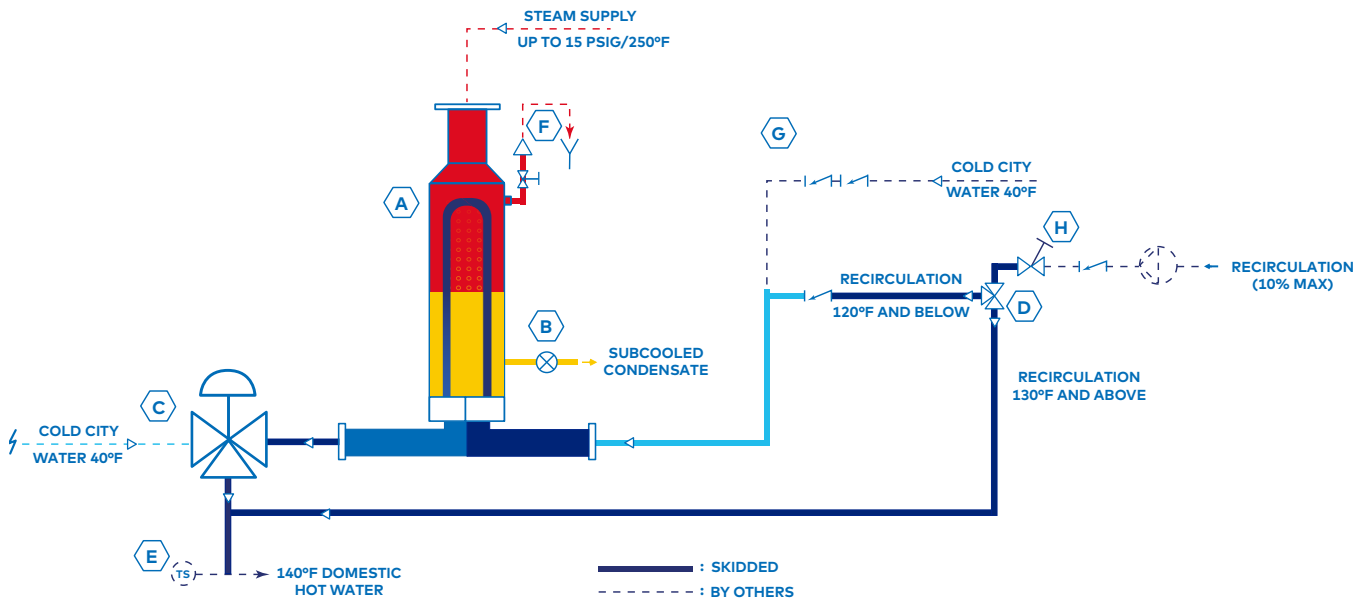 STEAM SUPPLY
UP TO 15 PSIG/250°F
F
G
COLD CITY
WATER 40°F
A
H
RECIRCULATION
(10% MAX)
RECIRCULATION
120°F AND BELOW
D
B
SUBCOOLED
CONDENSATE
RECIRCULATION
130°F AND ABOVE
C
COLD CITY
WATER 40°F
E
TS
140°F DOMESTIC
HOT WATER
: SKIDDED
: BY OTHERS